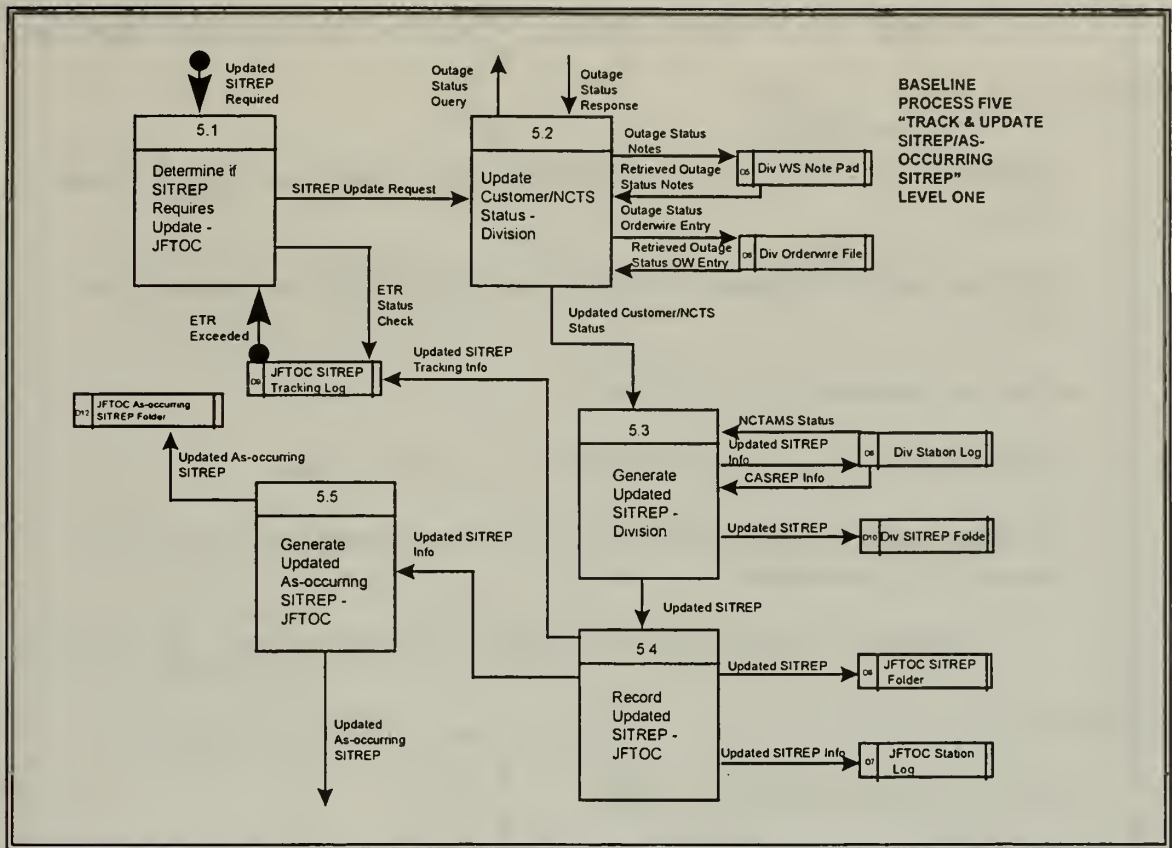 Updated
SITREP
Required
Outage
Status
Query
Outage
Status
Response
BASELINE
PROCESS FIVE
"TRACK & UPDATE
SITREP/AS-
OCCURRING
SITREP"
LEVEL ONE
5.1
Determine if
SITREP
Requires
Update -
JFTOC
SITREP Update Request
5.2
Update
Customer/NCTS
Status -
Division
Outage Status
Notes
Retrieved Outage
Status Notes
Div WS Note Pad
Outage Status
Orderwire Entry
Retrieved Outage
Status OW Entry
Div Orderwire File
ETR
Exceeded
ETR
Status
Check
Updated Customer/NCTS
Status
D9
JFTOC SITREP
Tracking Log
Updated SITREP
Tracking Info
D12
JFTOC As-occurring
SITREP Folder
Updated As-occurring
SITREP
5.3
Generate
Updated
SITREP -
Division
NCTAMS Status
Updated SITREP
Info
CASREP Info
Div Station Log
Updated SITREP
D10
Div SITREP Folde
5.5
Generate
Updated
As-occurring
SITREP -
JFTOC
Updated SITREP
Info
Updated SITREP
5 4
Record
Updated
SITREP -
JFTOC
Updated SITREP
JFTOC SITREP
Folder
Updated SITREP Info
D7
JFTOC Station
Log
Updated
As-occurring
SITREP